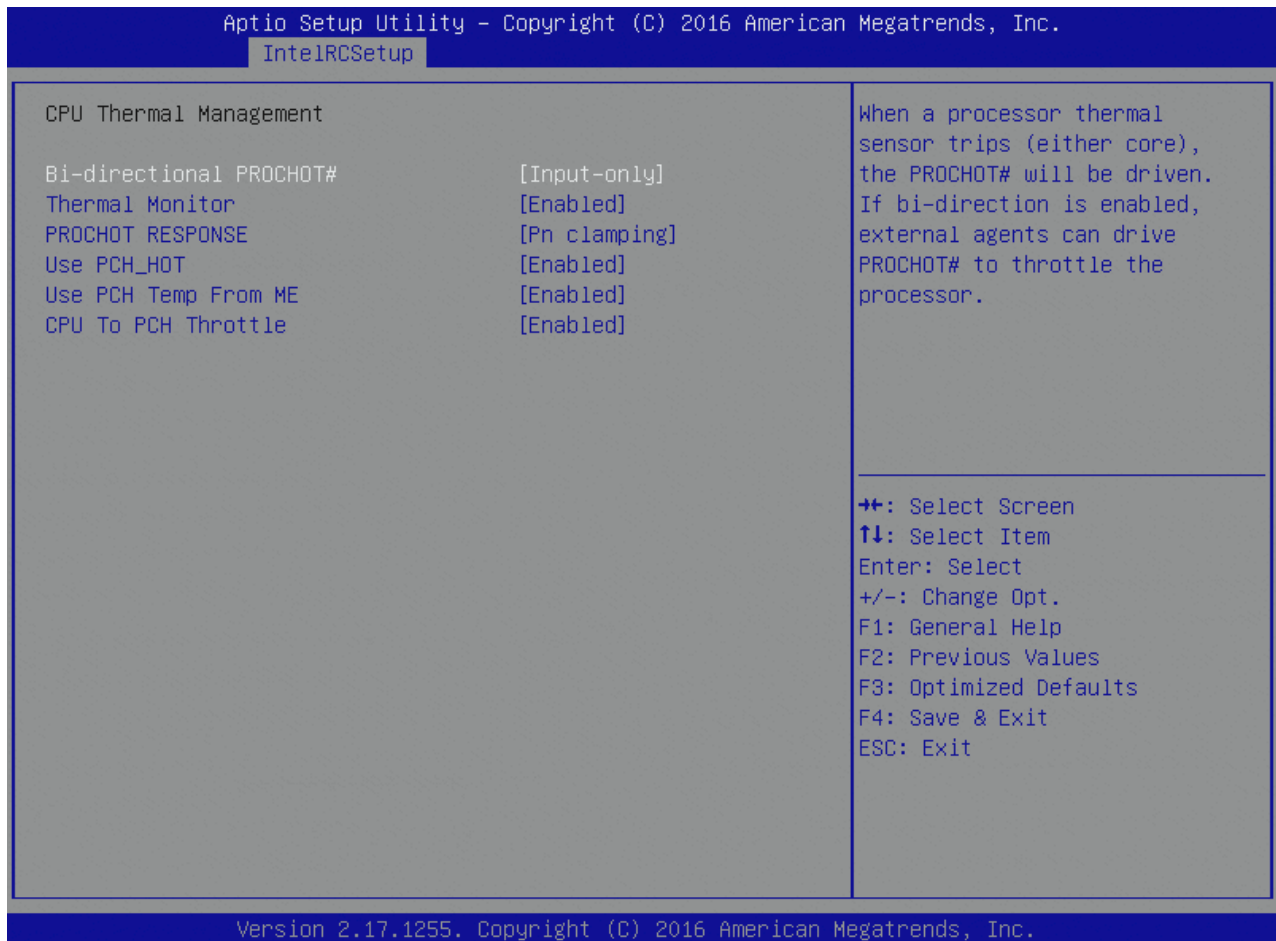 Aptio Setup Utility – Copyright (C) 2016 American Megatrends, Inc.
IntelRCSetup
CPU Thermal Management
Bi-directional PROCHOT# [Input-only]
Thermal Monitor [Enabled]
PROCHOT RESPONSE [Pn clamping]
Use PCH_HOT [Enabled]
Use PCH Temp From ME [Enabled]
CPU To PCH Throttle [Enabled]
When a processor thermal
sensor trips (either core),
the PROCHOT# will be driven.
If bi-direction is enabled,
external agents can drive
PROCHOT# to throttle the
processor.
→←: Select Screen
↑↓: Select Item
Enter: Select
+/-: Change Opt.
F1: General Help
F2: Previous Values
F3: Optimized Defaults
F4: Save & Exit
ESC: Exit
Version 2.17.1255. Copyright (C) 2016 American Megatrends, Inc.